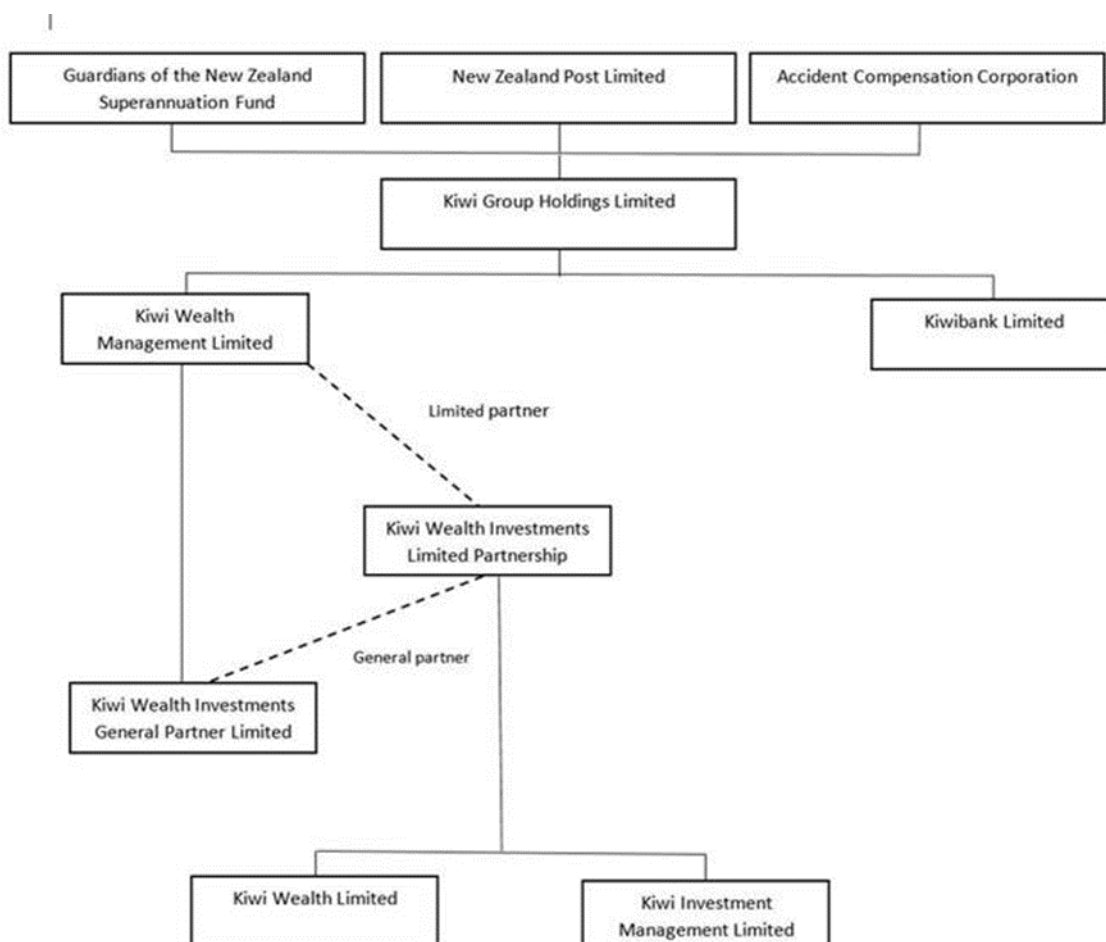 Guardians of the New Zealand
Superannuation Fund
New Zealand Post Limited
Accident Compensation Corporation
Kiwi Group Holdings Limited
Kiwi Wealth
Management Limited
Kiwibank Limited
Limited partner
Kiwi Wealth Investments
Limited Partnership
General partner
Kiwi Wealth Investments
General Partner Limited
Kiwi Wealth Limited
Kiwi Investment
Management Limited